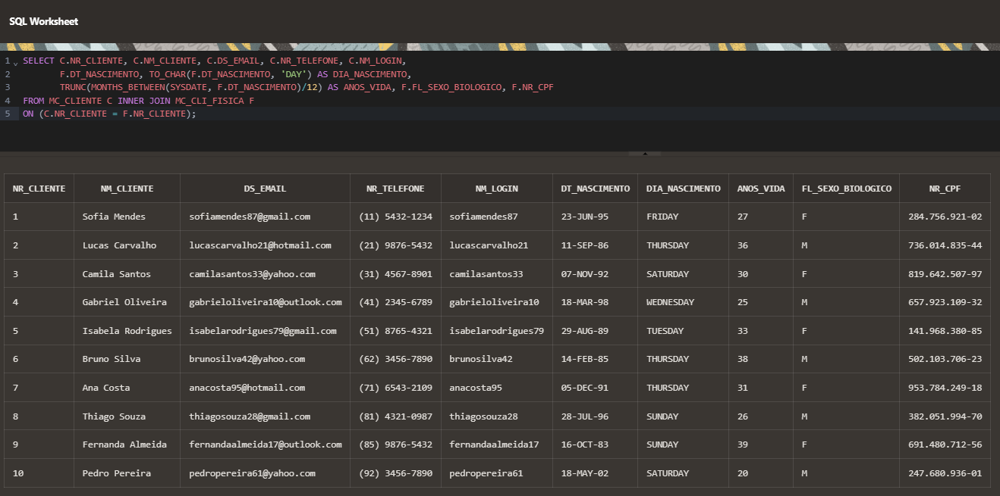 SQL Worksheet
1 SELECT C.NR_CLIENTE, C.NM_CLIENTE, C.DS_EMAIL, C.NR_TELEFONE, C.NM_LOGIN,
2 F.DT_NASCIMENTO, TO_CHAR(F.DT_NASCIMENTO, 'DAY') AS DIA_NASCIMENTO,
3 TRUNC(MONTHS_BETWEEN(SYSDATE, F.DT_NASCIMENTO)/12) AS ANOS_VIDA, F.FL_SEXO_BIOLOGICO, F.NR_CPF
4 FROM MC_CLIENTE C INNER JOIN MC_CLI_FISICA F
5 ON (C.NR_CLIENTE = F.NR_CLIENTE);
NR_CLIENTE NM_CLIENTE DS_EMAIL NR_TELEFONE NM_LOGIN DT_NASCIMENTO DIA_NASCIMENTO ANOS_VIDA FL_SEXO_BIOLOGICO NR_CPF
1 Sofia Mendes sofiamendes87@gmail.com (11) 5432-1234 sofiamendes87 23-JUN-95 FRIDAY 27 F 284.756.921-02
2 Lucas Carvalho lucascarvalho21@hotmail.com (21) 9876-5432 lucascarvalho21 11-SEP-86 THURSDAY 36 M 736.014.835-44
3 Camila Santos camilasantos33@yahoo.com (31) 4567-8901 camilasantos33 07-NOV-92 SATURDAY 30 F 819.642.507-97
4 Gabriel Oliveira gabrieloliveira10@outlook.com (41) 2345-6789 gabrieloliveira10 18-MAR-98 WEDNESDAY 25 M 657.923.109-32
5 Isabela Rodrigues isabelarodrigues79@gmail.com (51) 8765-4321 isabelarodrigues79 29-AUG-89 TUESDAY 33 F 141.968.380-85
6 Bruno Silva brunosilva42@yahoo.com (62) 3456-7890 brunosilva42 14-FEB-85 THURSDAY 38 M 502.103.706-23
7 Ana Costa anacosta95@hotmail.com (71) 6543-2109 anacosta95 05-DEC-91 THURSDAY 31 F 953.784.249-18
8 Thiago Souza thiagosouza28@gmail.com (81) 4321-0987 thiagosouza28 28-JUL-96 SUNDAY 26 M 382.051.994-70
9 Fernanda Almeida fernandaalmeida17@outlook.com (85) 9876-5432 fernandaalmeida17 16-OCT-83 SUNDAY 39 F 691.480.712-56
10 Pedro Pereira pedropereira61@yahoo.com (92) 3456-7890 pedropereira61 18-MAY-02 SATURDAY 20 M 247.680.936-01